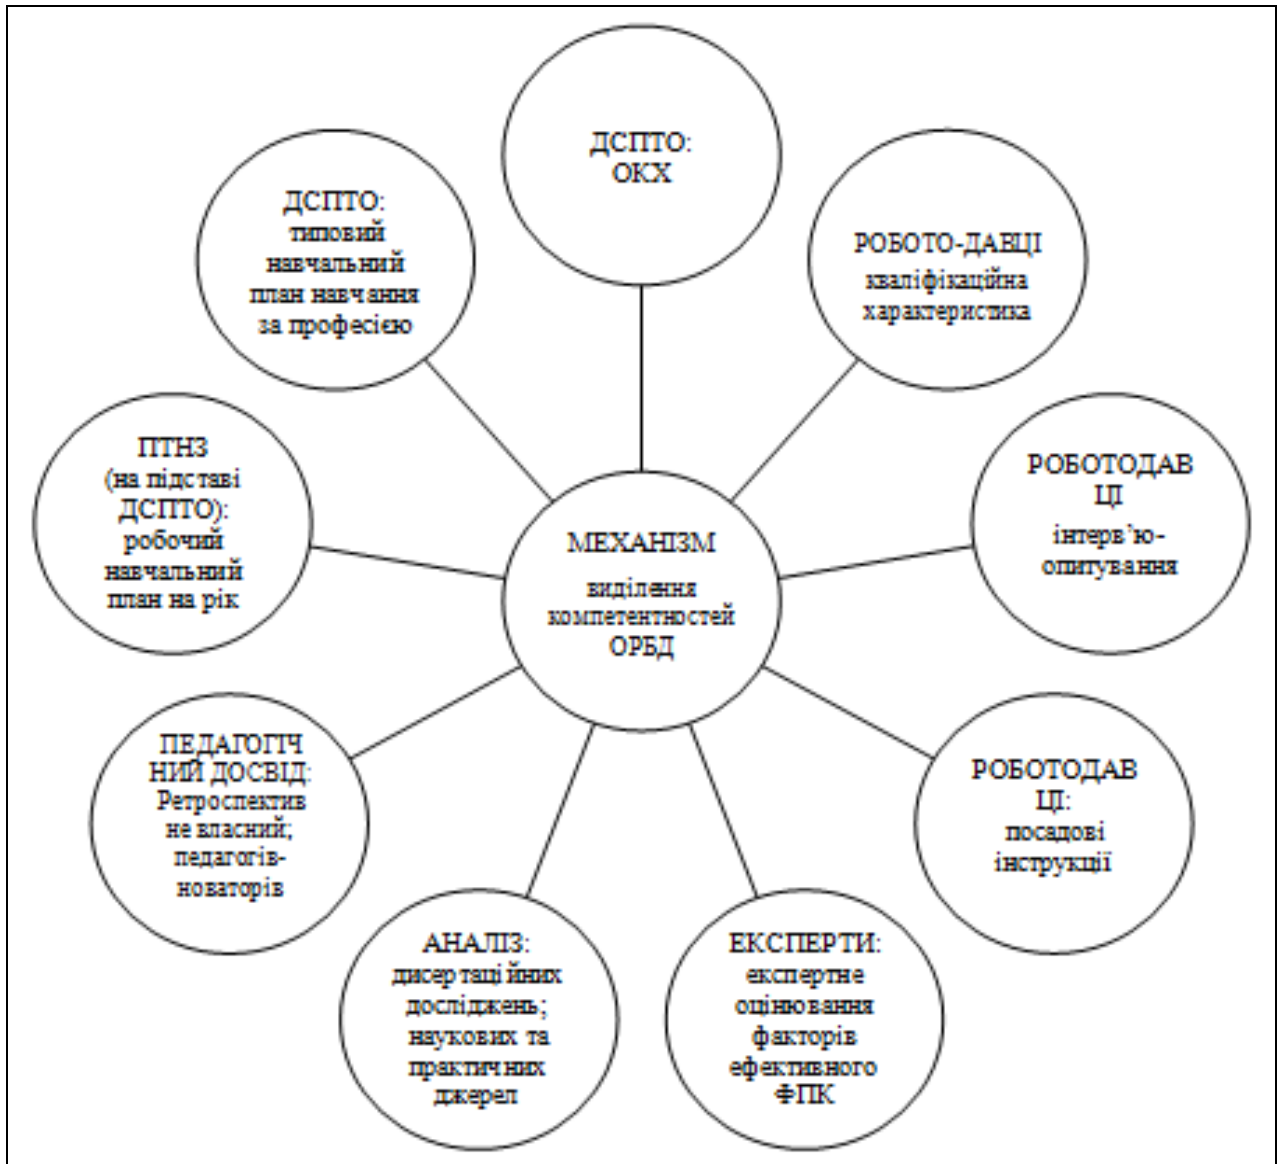 ДСПТО:
ОКХ
ДСПТО:
типовий
навчальний
план навчання
за професією
РОБОТО-ДАВЦІ
кваліфікаційна
характеристика
ПТНЗ
(на підставі
ДСПТО):
робочий
навчальний
план на рік
РОБОТОДАВ
ЦІ
інтерв’ю-
опитування
МЕХАНІЗМ
виділення
компетентностей
ОРБД
ПЕДАГОГІЧ
НИЙ ДОСВІД:
Ретроспектив
не власний;
педагогів-
новаторів
РОБОТОДАВ
ЦІ:
посадові
інструкції
АНАЛІЗ:
дисертаційних
досліджень;
наукових та
практичних
джерел
ЕКСПЕРТИ:
експертне
оцінювання
факторів
ефективного
ФПК